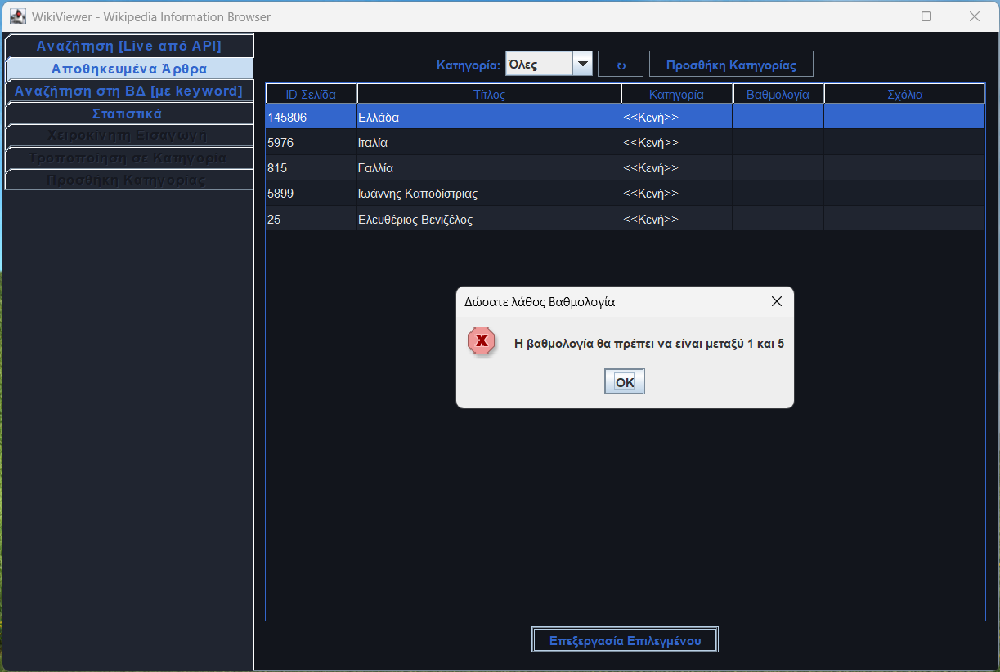 WikiViewer - Wikipedia Information Browser
Αναζήτηση [Live από API]
Αποθηκευμένα Άρθρα
Αναζήτηση στη ΒΔ [με keyword]
Στατιστικά
Χειροκίνητη Εισαγωγή
Τροποποίηση σε Κατηγορία
Προσθήκη Κατηγορίας
Κατηγορία: Όλες ↻ Προσθήκη Κατηγορίας
ID Σελίδα Τίτλος Κατηγορία Βαθμολογία Σχόλια
145806 Ελλάδα <<Κενή>>
5976 Ιταλία <<Κενή>>
815 Γαλλία <<Κενή>>
5899 Ιωάννης Καποδίστριας <<Κενή>>
25 Ελευθέριος Βενιζέλος <<Κενή>>
Δώσατε λάθος Βαθμολογία
Η βαθμολογία θα πρέπει να είναι μεταξύ 1 και 5
OK
Επεξεργασία Επιλεγμένου